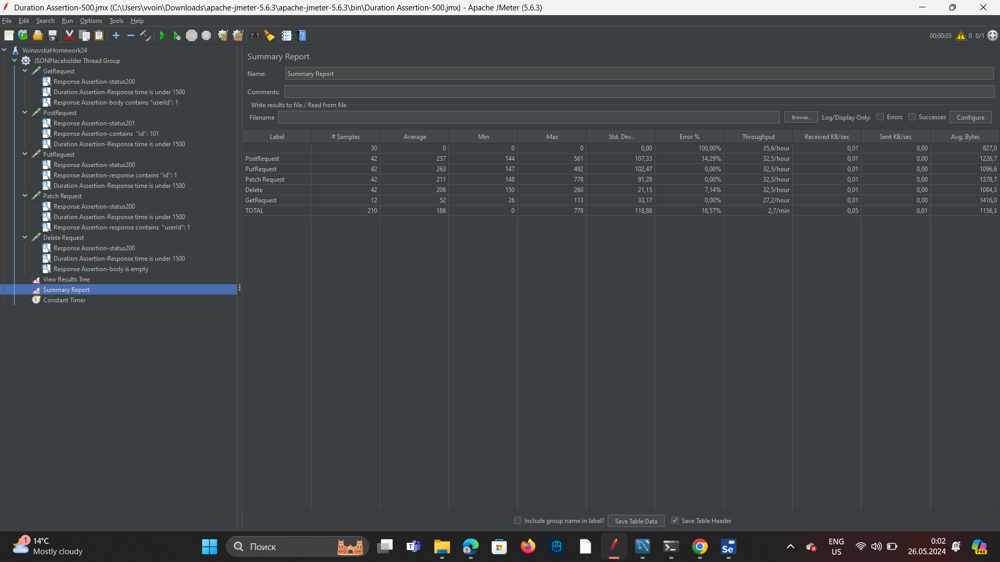 Duration Assertion-500.jmx (C:\Users\vvoin\Downloads\apache-jmeter-5.6.3\apache-jmeter-5.6.3\bin\Duration Assertion-500.jmx) - Apache JMeter (5.6.3)
File Edit Search Run Options Tools Help
00:00:03 0 0/1
VoinovskaHomework24
JSONPlaceholder Thread Group
GetRequest
Response Assertion-status200
Duration Assertion-Response time is under 1500
Response Assertion-body contains "userId": 1
PostRequest
Response Assertion-status201
Response Assertion-contains "id": 101
Duration Assertion-Response time is under 1500
PutRequest
Response Assertion-status200
Response Assertion-response contains "id": 1
Duration Assertion-Response time is under 1500
Patch Request
Response Assertion-status200
Duration Assertion-Response time is under 1500
Response Assertion-response contains "userId": 1
Delete Request
Response Assertion-status200
Duration Assertion-Response time is under 1500
Response Assertion-body is empty
View Results Tree
Summary Report
Constant Timer
Summary Report
Name: Summary Report
Comments:
Write results to file / Read from file
Filename Browse... Log/Display Only: Errors Successes Configure
Label # Samples Average Min Max Std. Dev. Error % Throughput Received KB/sec Sent KB/sec Avg. Bytes
30 0 0 0 0,00 100,00% 35,6/hour 0,01 0,00 827,0
PostRequest 42 237 144 561 107,33 14,29% 32,5/hour 0,01 0,00 1226,7
PutRequest 42 263 147 492 102,47 0,00% 32,5/hour 0,01 0,00 1096,6
Patch Request 42 211 148 778 91,28 0,00% 32,5/hour 0,01 0,00 1378,7
Delete 42 206 150 260 21,15 7,14% 32,5/hour 0,01 0,00 1084,3
GetRequest 12 52 26 113 33,17 0,00% 27,2/hour 0,01 0,00 1416,0
TOTAL 210 186 0 778 118,88 18,57% 2,7/min 0,05 0,01 1156,3
Include group name in label? Save Table Data Save Table Header
1 14°C
Mostly cloudy
Поиск
Se
ENG
US
0:02
26.05.2024
PRE